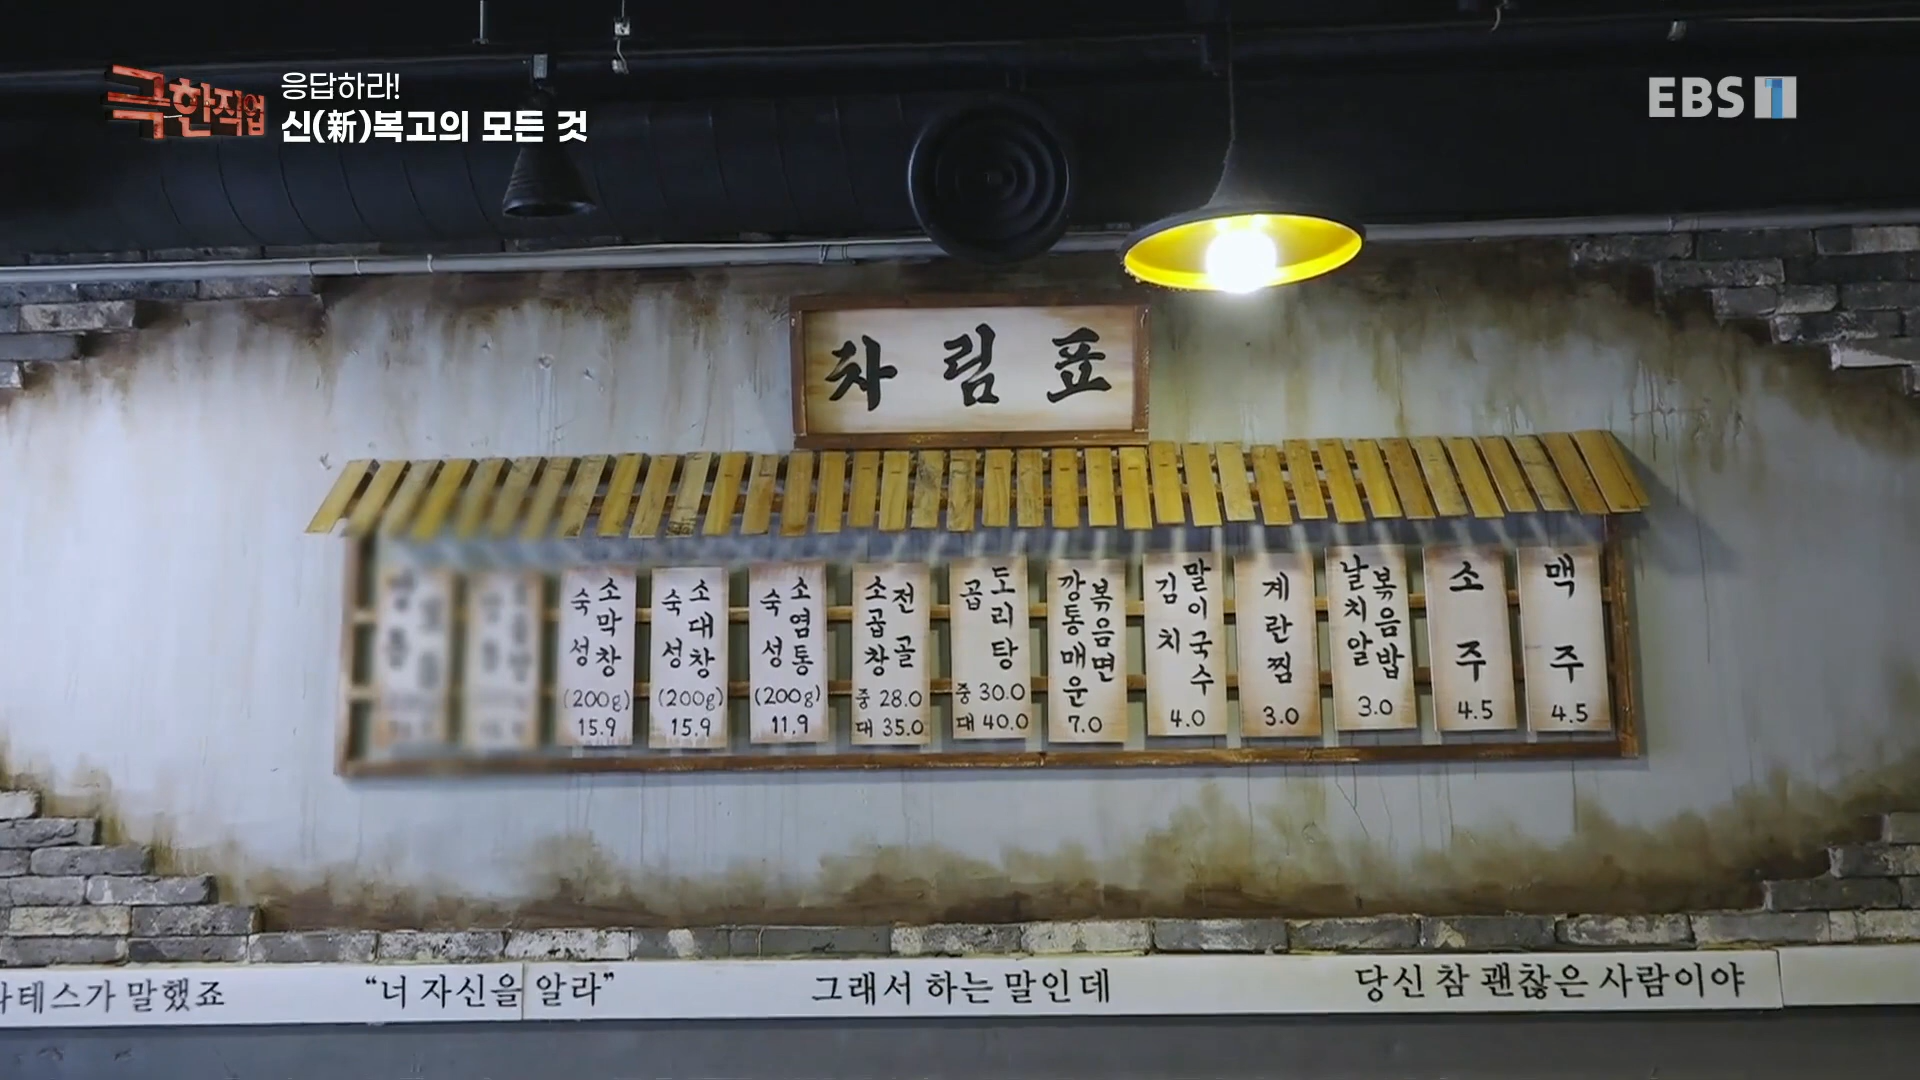 극한직업
응답하라!
신(新)복고의 모든 것
EBS 1
차림표
숙성 소막창
(200g)
15.9
숙성 소대창
(200g)
15.9
숙성 소염통
(200g)
11.9
소곱창 전골
중 28.0
대 35.0
곱도리탕
중 30.0
대 40.0
깡통매운 볶음면
7.0
김치 말이국수
4.0
계란찜
3.0
날치알 볶음밥
3.0
소주
4.5
맥주
4.5
테스가 말했죠 “너 자신을 알라” 그래서 하는 말인데 당신 참 괜찮은 사람이야